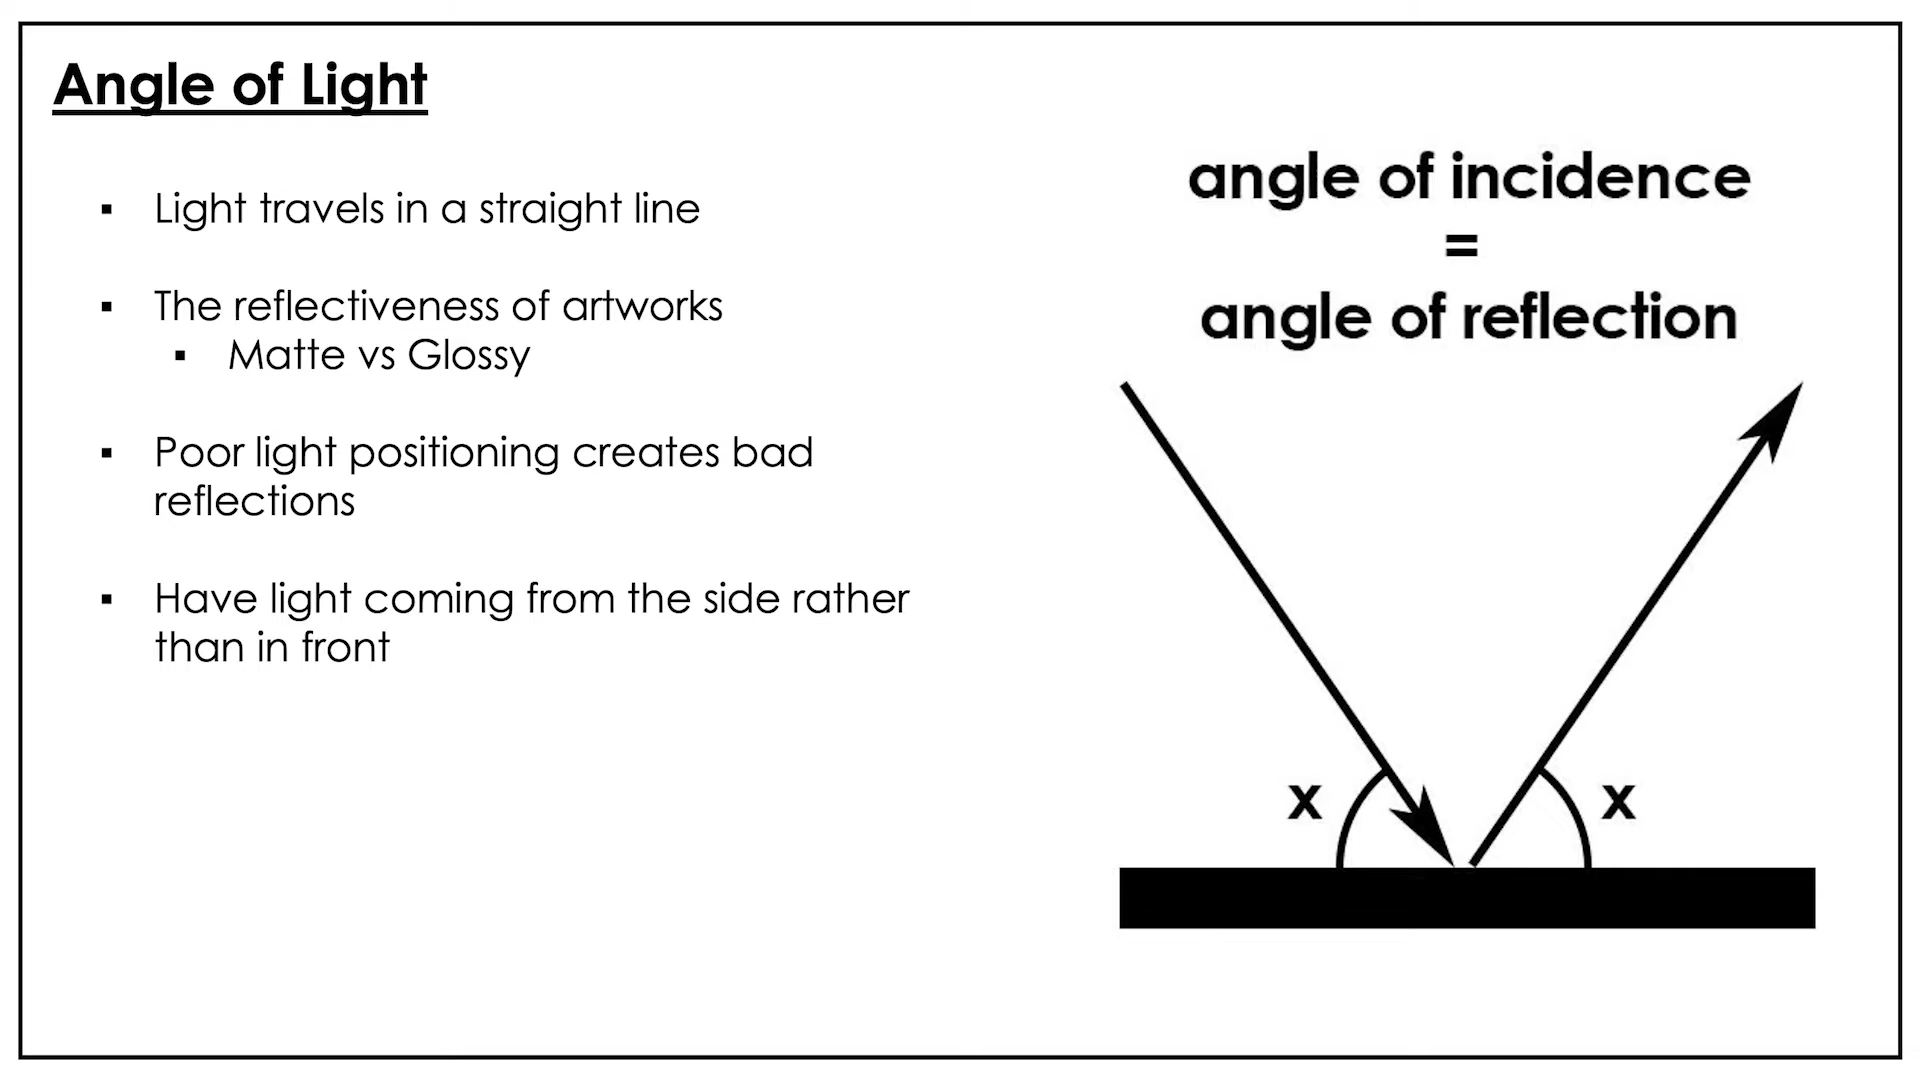 Angle of Light
▪ Light travels in a straight line
▪ The reflectiveness of artworks
▪ Matte vs Glossy
▪ Poor light positioning creates bad
reflections
▪ Have light coming from the side rather
than in front
angle of incidence
=
angle of reflection
x
x